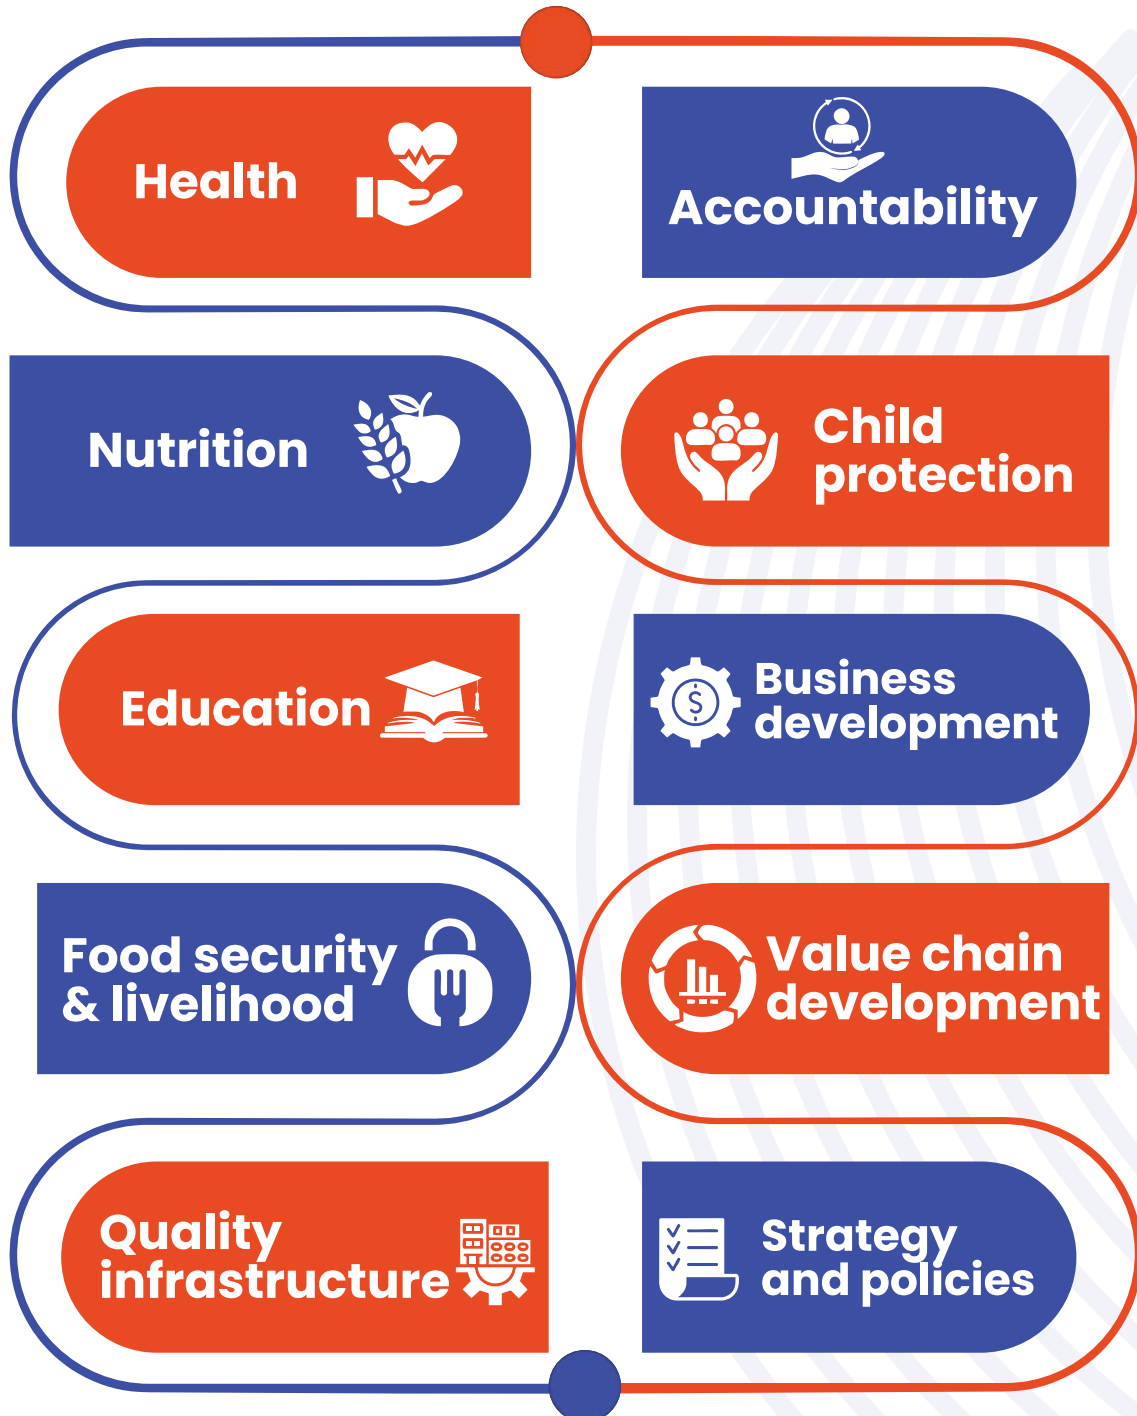 Health
Accountability
Nutrition
Child
protection
Education
$
Business
development
Food security
& livelihood
Value chain
development
Quality
infrastructure
Strategy
and policies